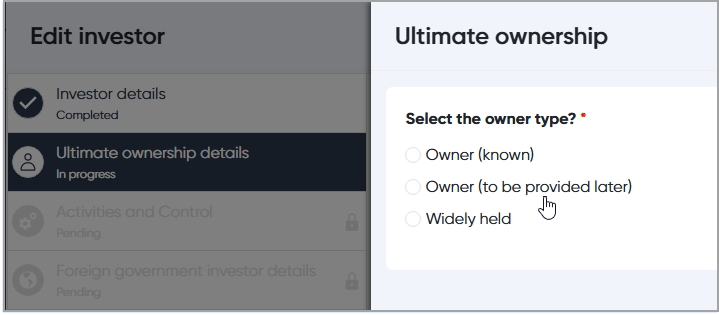 Edit investor
Investor details
Completed
Ultimate ownership details
In progress
Activities and Control
Pending
Foreign government investor details
Pending
Ultimate ownership
Select the owner type? *
Owner (known)
Owner (to be provided later)
Widely held